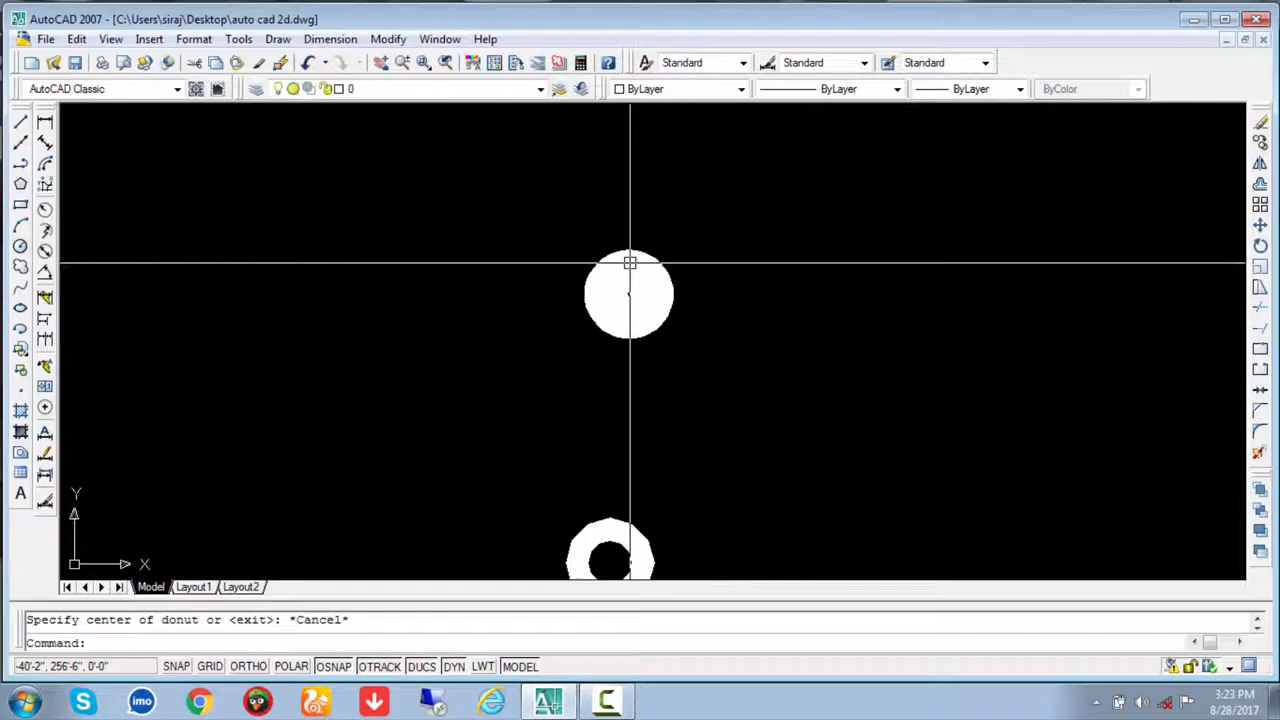 AutoCAD 2007 - [C:\Users\siraj\Desktop\auto cad 2d.dwg]
File Edit View Insert Format Tools Draw Dimension Modify Window Help
Standard Standard Standard
AutoCAD Classic 0 ByLayer ByLayer ByLayer ByColor
Y
X
Model Layout1 Layout2
Specify center of donut or <exit>: *Cancel*
Command:
-40'-2", 256'-6", 0'-0" SNAP GRID ORTHO POLAR OSNAP OTRACK DUCS DYN LWT MODEL
imo
3:23 PM
8/28/2017